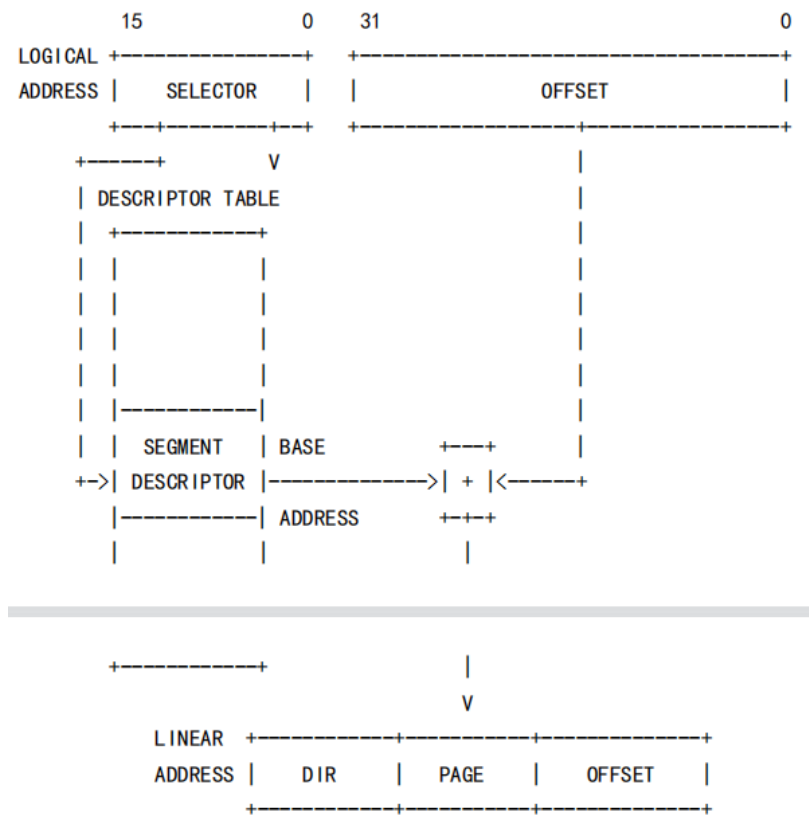 15 0 31 0
LOGICAL +-----------------+ +---------------------------------------+
ADDRESS | SELECTOR | | OFFSET |
+---+---------+--+ +--------------------+------------------+
+------+ V |
| DESCRIPTOR TABLE |
| +------------+ |
| | | |
| | | |
| | | |
| | | |
| |------------| |
| | SEGMENT | BASE +---+ |
+->| DESCRIPTOR |-------------->| + |<------+
|------------| ADDRESS +-+-+
| | |
+------------+ |
V
LINEAR +------------+-----------+--------------+
ADDRESS | DIR | PAGE | OFFSET |
+------------+-----------+--------------+